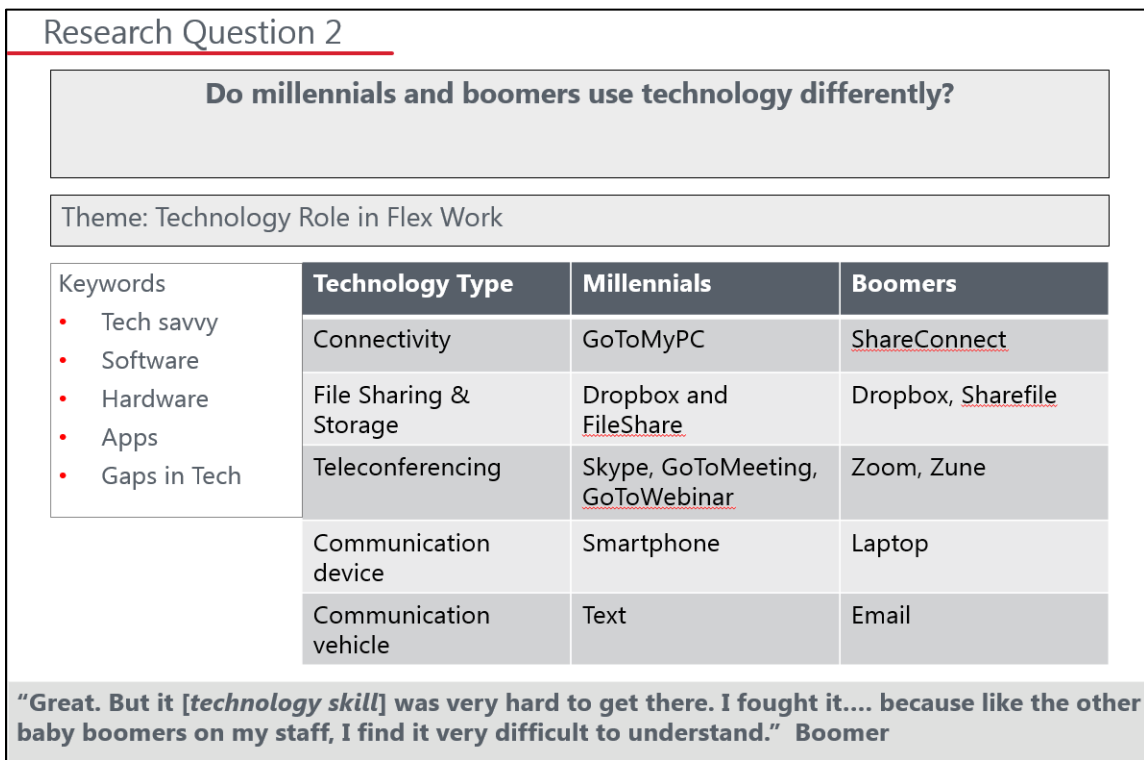 Research Question 2
Do millennials and boomers use technology differently?
Theme: Technology Role in Flex Work
Keywords
• Tech savvy
• Software
• Hardware
• Apps
• Gaps in Tech
Technology Type Millennials Boomers
Connectivity GoToMyPC ShareConnect
File Sharing & Dropbox and Dropbox, Sharefile
Storage FileShare
Teleconferencing Skype, GoToMeeting, Zoom, Zune
GoToWebinar
Communication Smartphone Laptop
device
Communication Text Email
vehicle
“Great. But it [technology skill] was very hard to get there. I fought it.... because like the other
baby boomers on my staff, I find it very difficult to understand.” Boomer